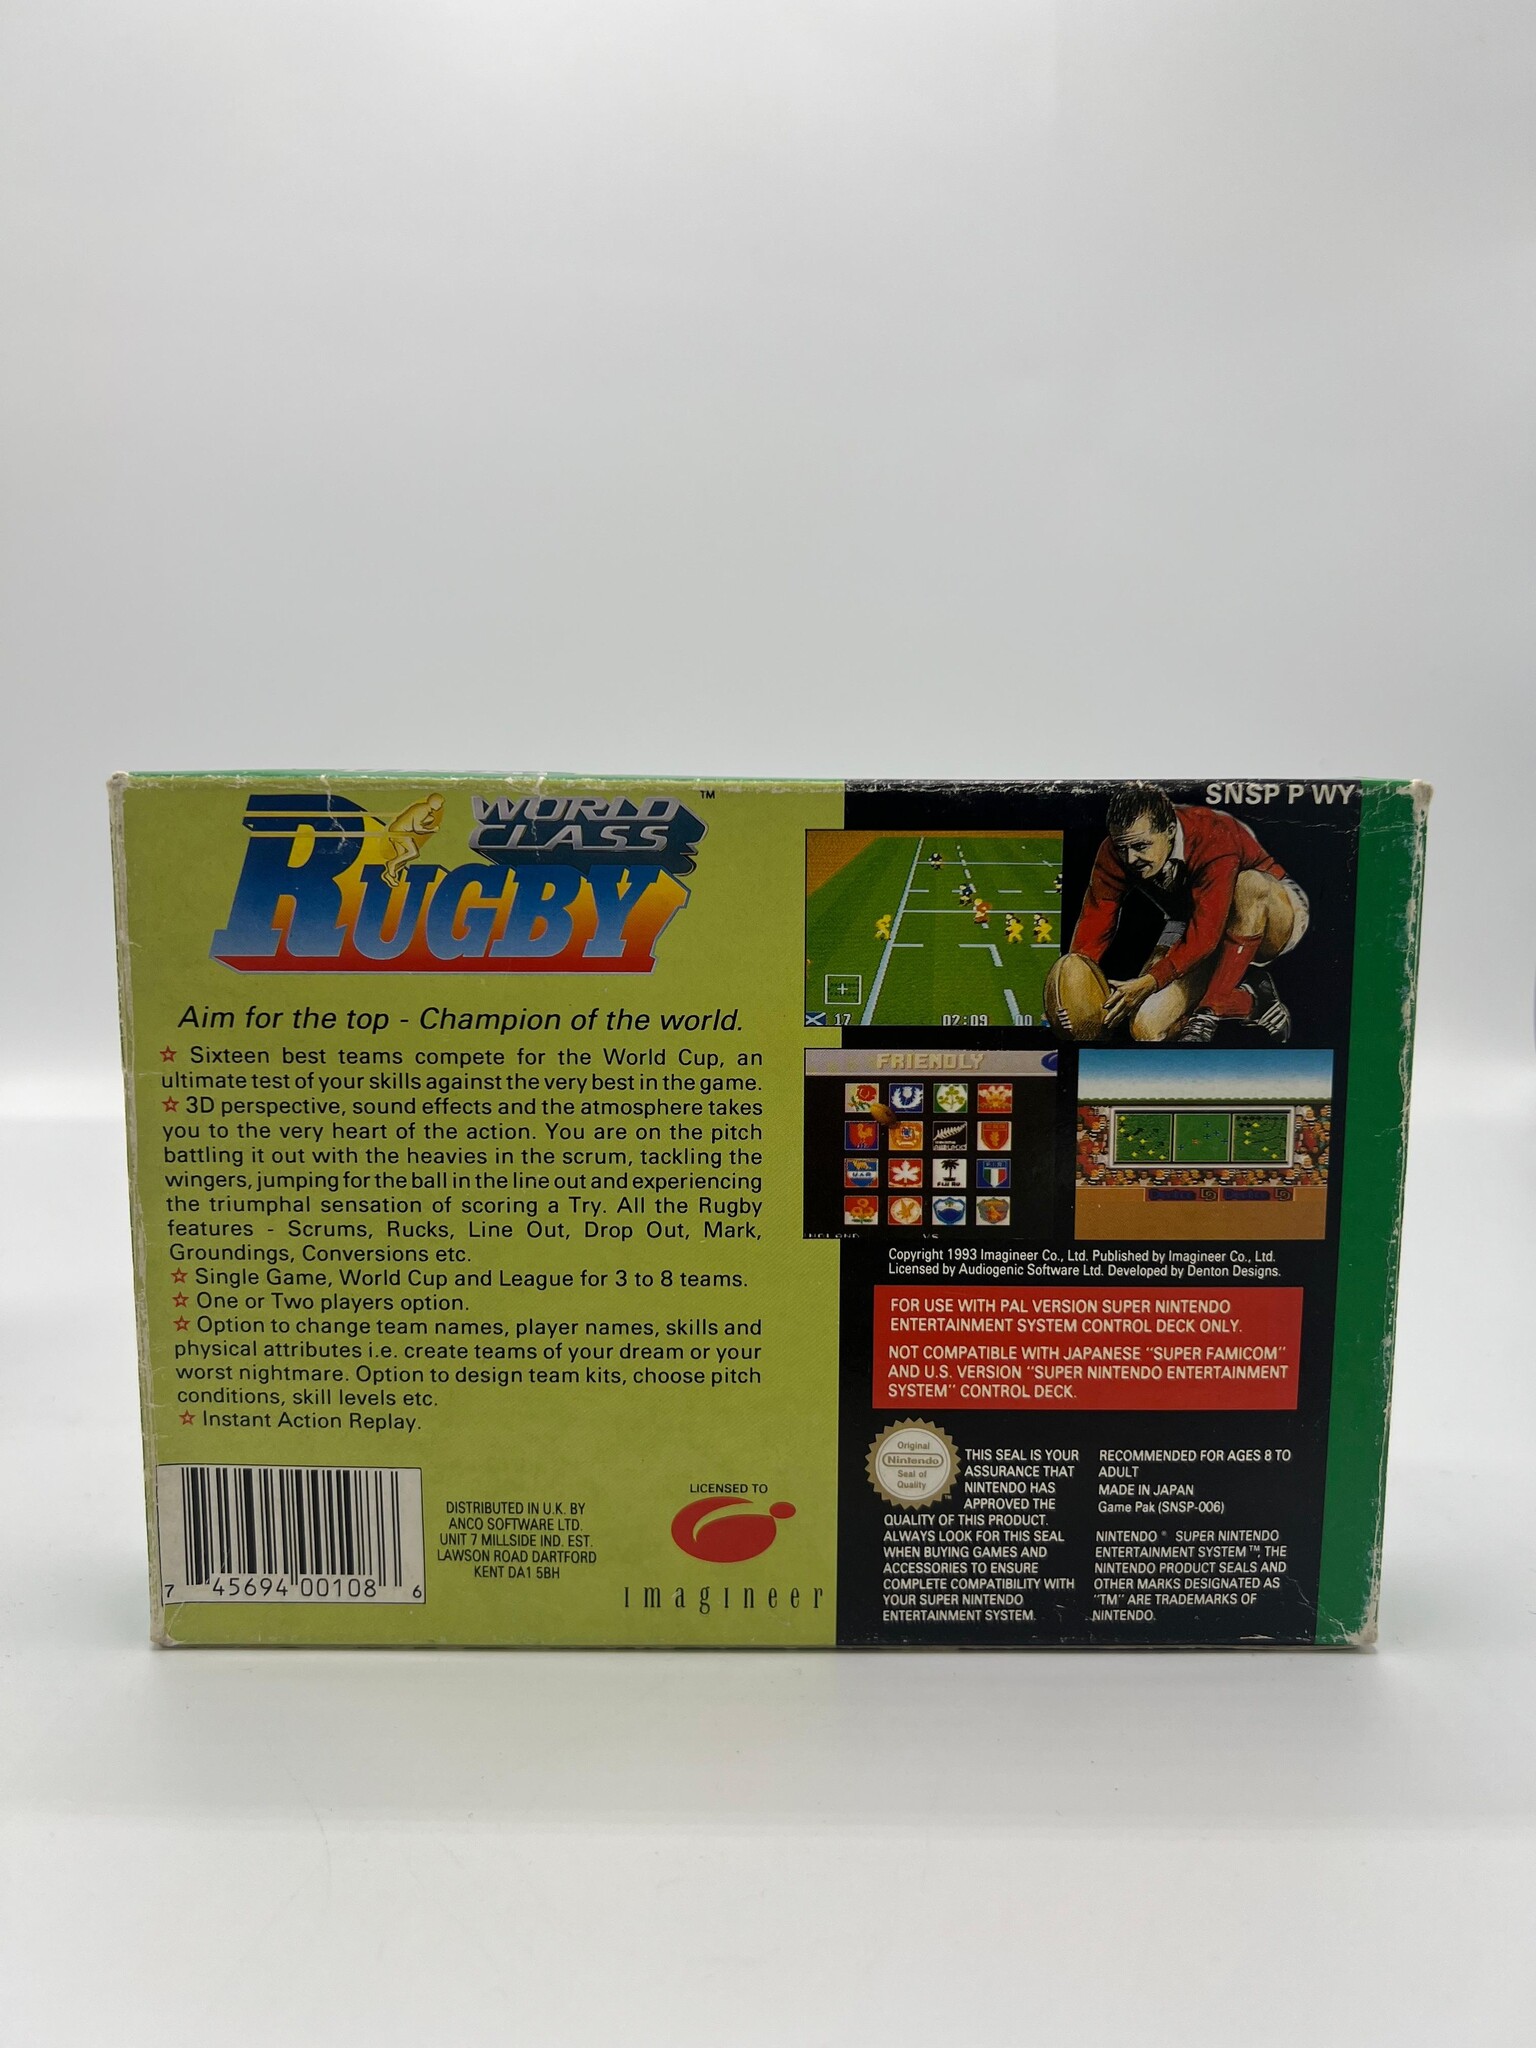 WORLD
CLASS
RUGBY
™
Aim for the top - Champion of the world.
☆ Sixteen best teams compete for the World Cup, an
ultimate test of your skills against the very best in the game.
☆ 3D perspective, sound effects and the atmosphere takes
you to the very heart of the action. You are on the pitch
battling it out with the heavies in the scrum, tackling the
wingers, jumping for the ball in the line out and experiencing
the triumphal sensation of scoring a Try. All the Rugby
features - Scrums, Rucks, Line Out, Drop Out, Mark,
Groundings, Conversions etc.
☆ Single Game, World Cup and League for 3 to 8 teams.
☆ One or Two players option.
☆ Option to change team names, player names, skills and
physical attributes i.e. create teams of your dream or your
worst nightmare. Option to design team kits, choose pitch
conditions, skill levels etc.
☆ Instant Action Replay.
7 45694 00108 6
DISTRIBUTED IN U.K. BY
ANCO SOFTWARE LTD.
UNIT 7 MILLSIDE IND. EST.
LAWSON ROAD DARTFORD
KENT DA1 5BH
LICENSED TO
imagineer
SNSP P WY
17 02:09 00
FRIENDLY
VS
Copyright 1993 Imagineer Co., Ltd. Published by Imagineer Co., Ltd.
Licensed by Audiogenic Software Ltd. Developed by Denton Designs.
FOR USE WITH PAL VERSION SUPER NINTENDO
ENTERTAINMENT SYSTEM CONTROL DECK ONLY.
NOT COMPATIBLE WITH JAPANESE "SUPER FAMICOM"
AND U.S. VERSION "SUPER NINTENDO ENTERTAINMENT
SYSTEM" CONTROL DECK.
Original
Nintendo
Seal of
Quality
THIS SEAL IS YOUR
ASSURANCE THAT
NINTENDO HAS
APPROVED THE
QUALITY OF THIS PRODUCT.
ALWAYS LOOK FOR THIS SEAL
WHEN BUYING GAMES AND
ACCESSORIES TO ENSURE
COMPLETE COMPATIBILITY WITH
YOUR SUPER NINTENDO
ENTERTAINMENT SYSTEM.
RECOMMENDED FOR AGES 8 TO
ADULT
MADE IN JAPAN
Game Pak (SNSP-006)
NINTENDO® SUPER NINTENDO
ENTERTAINMENT SYSTEM™, THE
NINTENDO PRODUCT SEALS AND
OTHER MARKS DESIGNATED AS
"TM" ARE TRADEMARKS OF
NINTENDO.